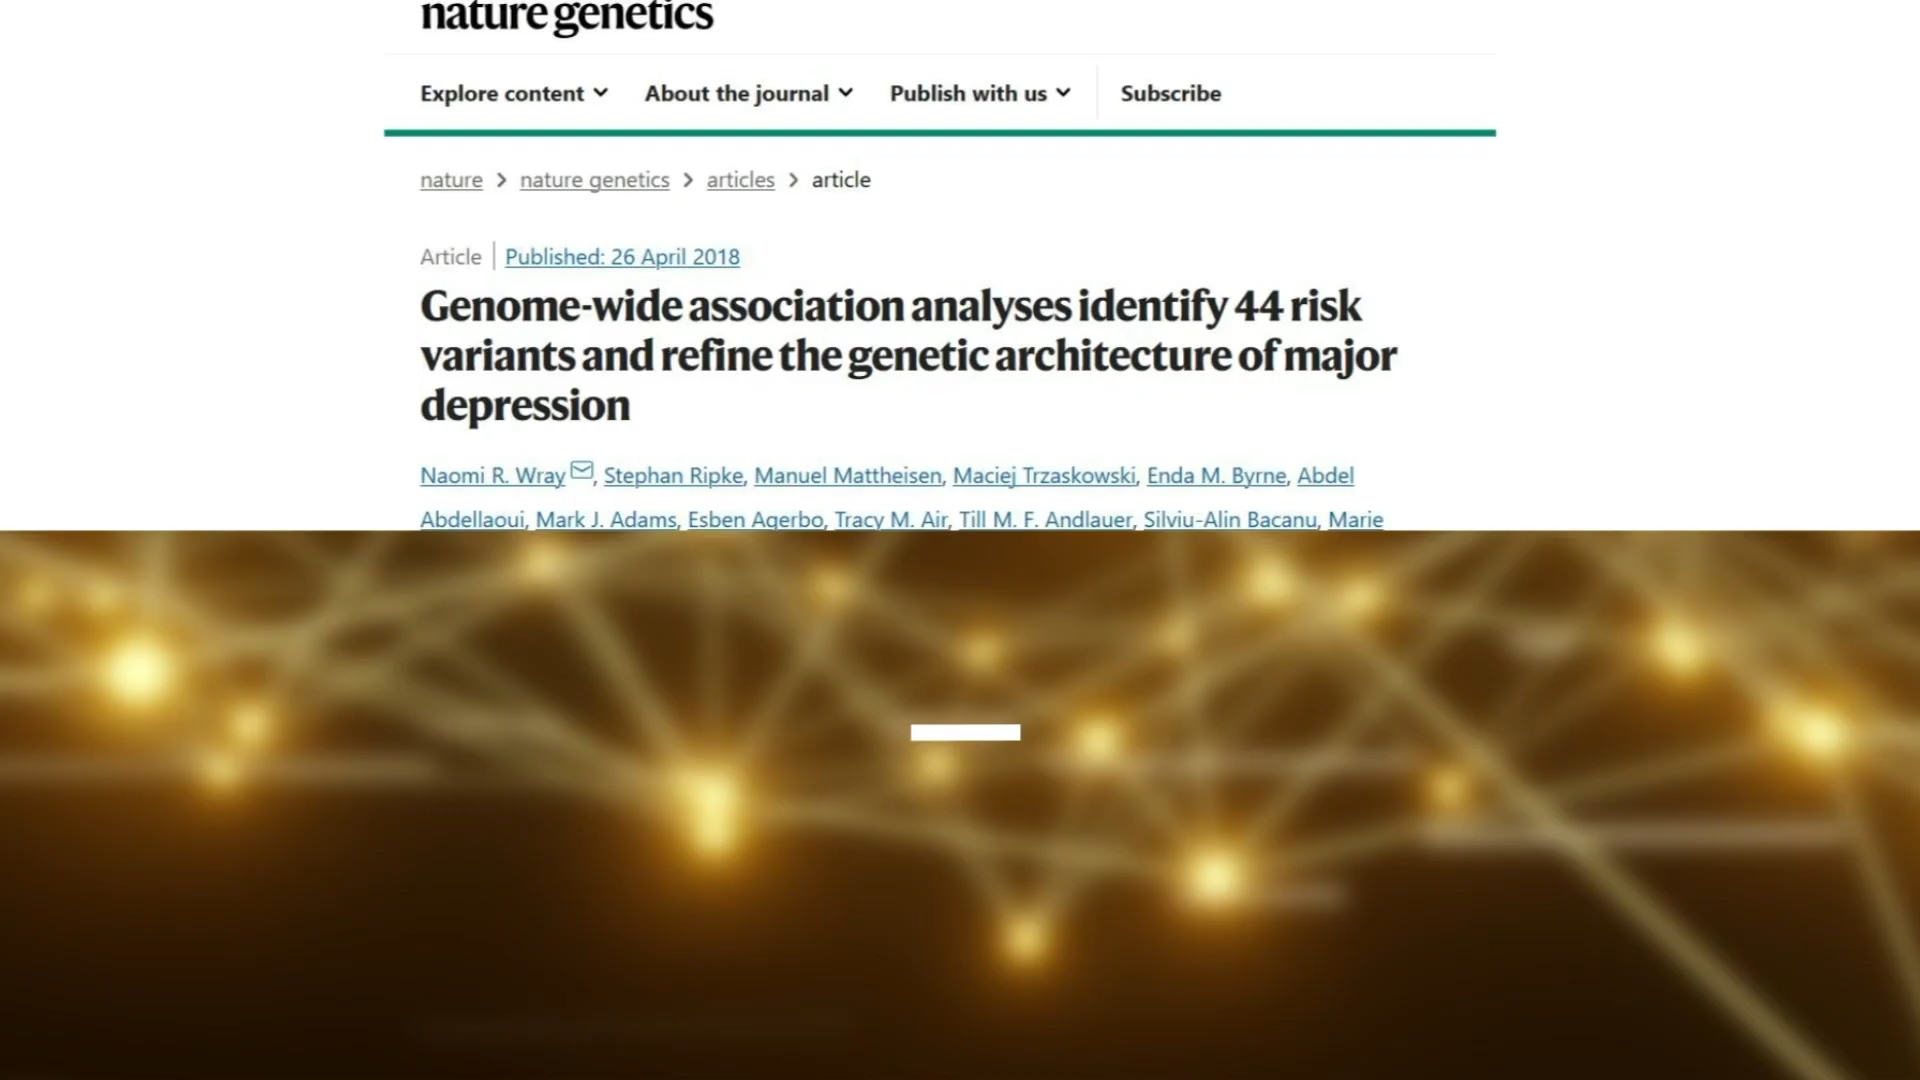 nature genetics
Explore content About the journal Publish with us Subscribe
nature > nature genetics > articles > article
Article | Published: 26 April 2018
Genome-wide association analyses identify 44 risk
variants and refine the genetic architecture of major
depression
Naomi R. Wray, Stephan Ripke, Manuel Mattheisen, Maciej Trzaskowski, Enda M. Byrne, Abdel
Abdellaoui, Mark J. Adams, Esben Agerbo, Tracy M. Air, Till M. F. Andlauer, Silviu-Alin Bacanu, Marie